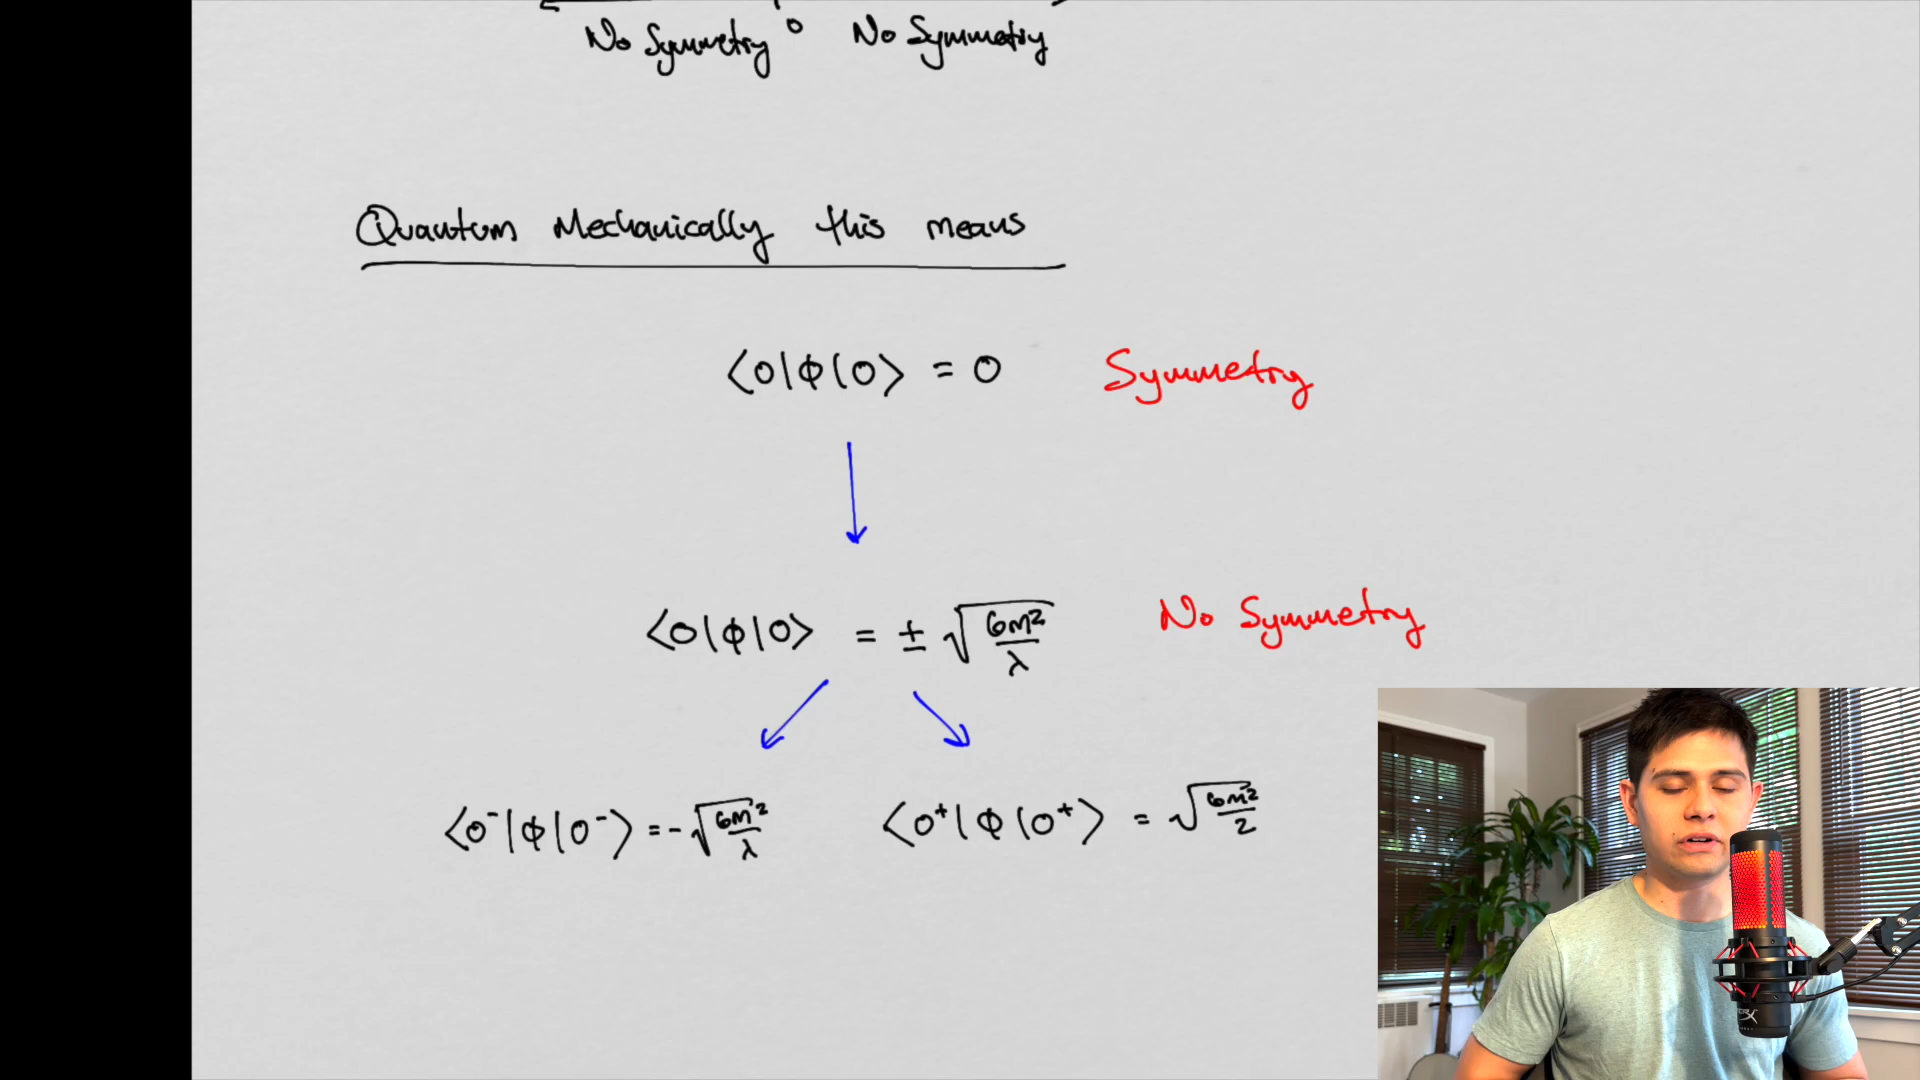 No Symmetry 0 No Symmetry
Quantum Mechanically this means
⟨0|ϕ|0⟩ = 0 Symmetry
⟨0|ϕ|0⟩ = ± √(6m²/λ) No Symmetry
⟨0⁻|ϕ|0⁻⟩ = - √(6m²/λ) ⟨0⁺|ϕ|0⁺⟩ = √(6m²/2)